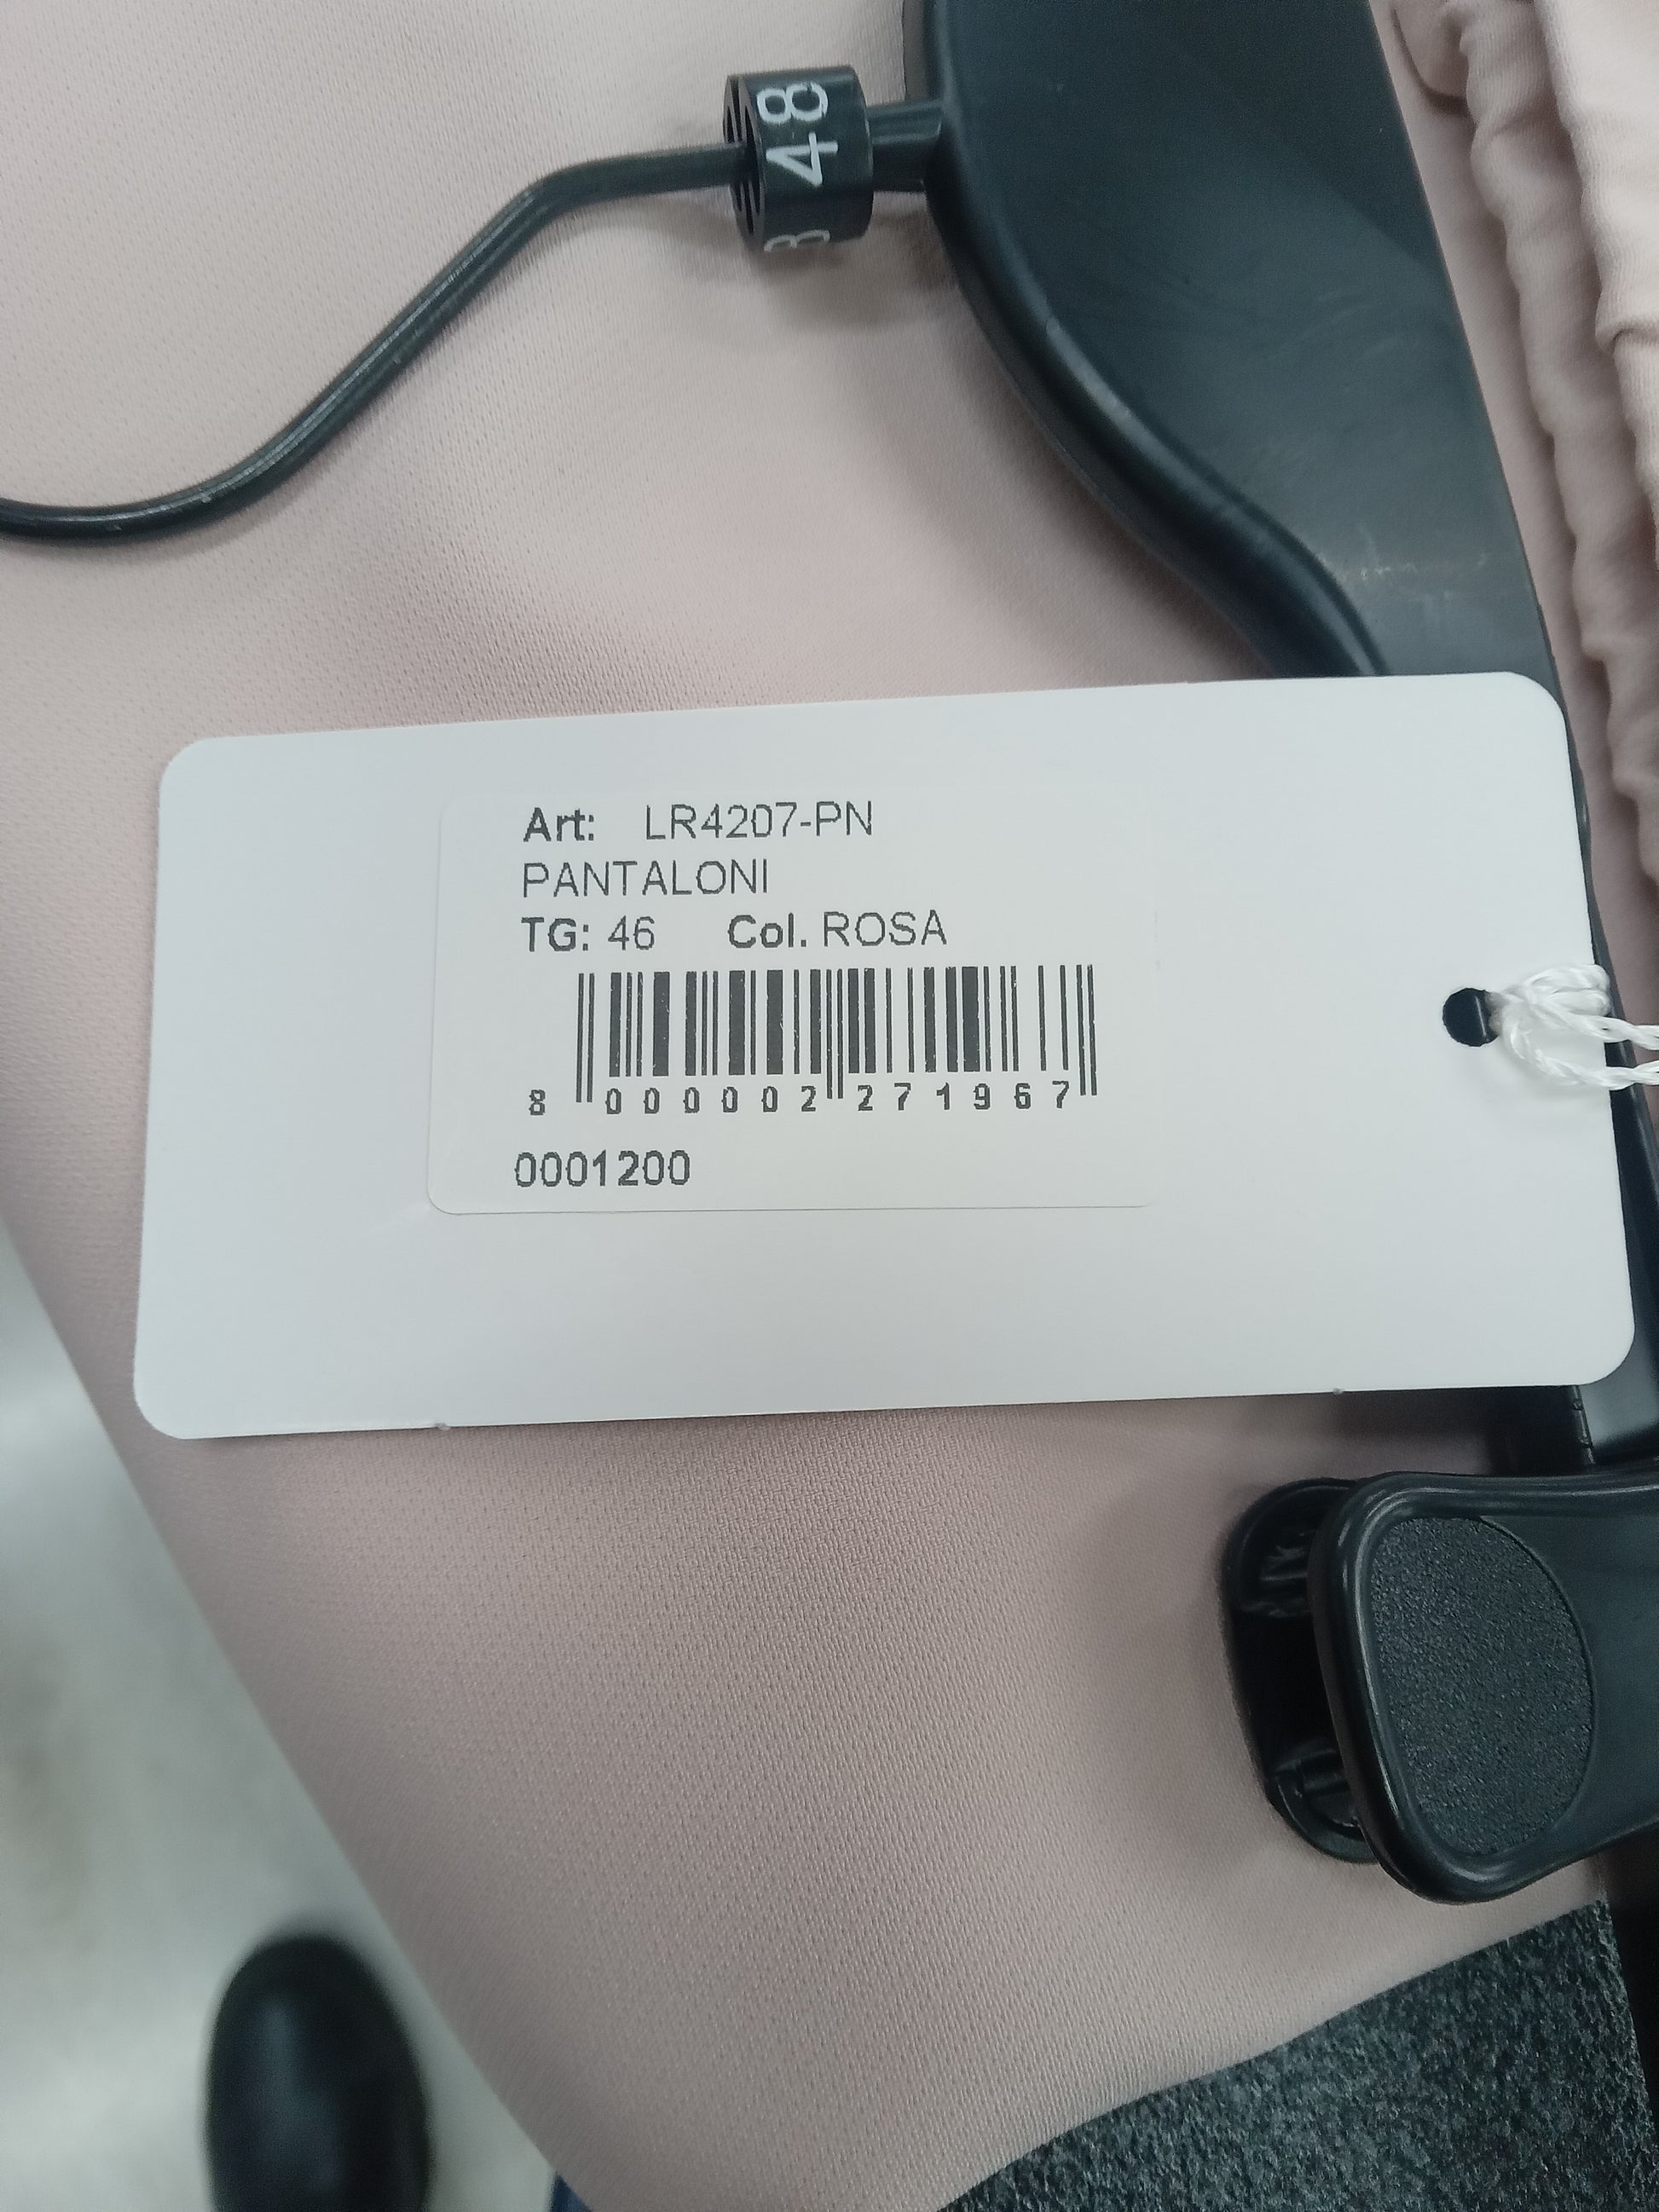 48
Art: LR4207-PN
PANTALONI
TG: 46 Col. ROSA
8 000002 271967
0001200